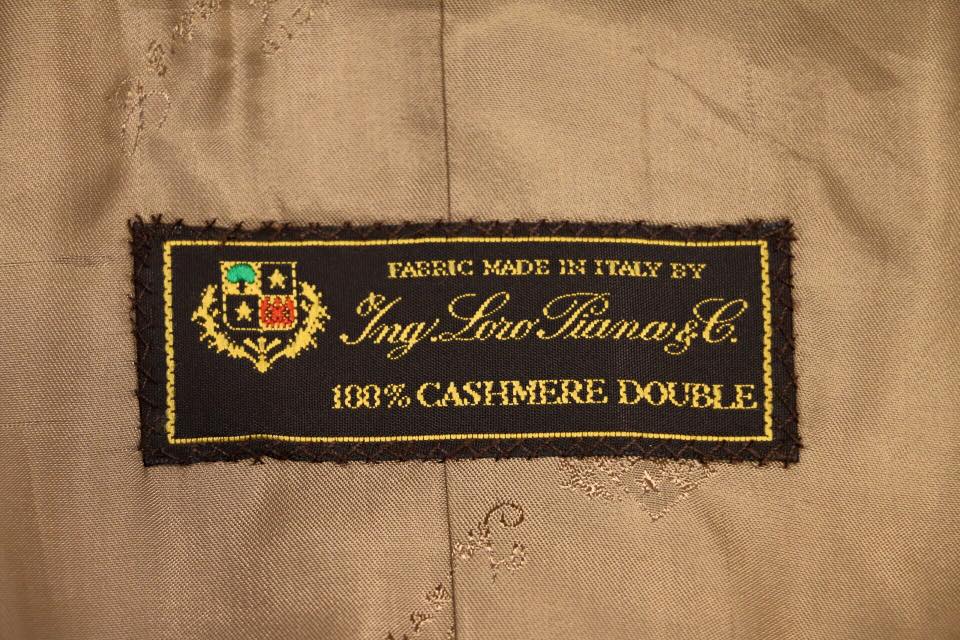 FABRIC MADE IN ITALY BY
Ing. Loro Piana & C.
100% CASHMERE DOUBLE